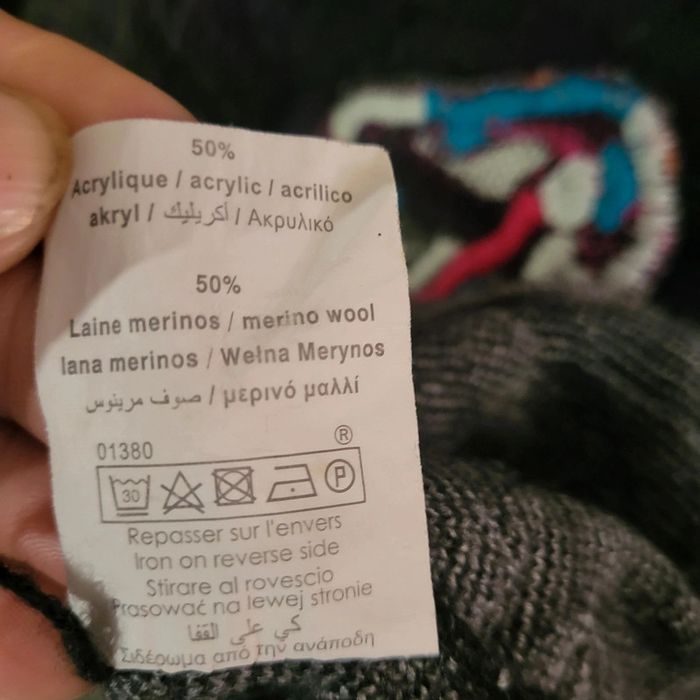 50%
Acrylique / acrylic / acrilico
akryl / أكريليك / Ακρυλικό
50%
Laine merinos / merino wool
lana merinos / Wełna Merynos
صوف مرينوس / μερινό μαλλί
®
01380
30 P
Repasser sur l'envers
Iron on reverse side
Stirare al rovescio
Prasować na lewej stronie
كي على القفا
Σιδέρωμα από την ανάποδη